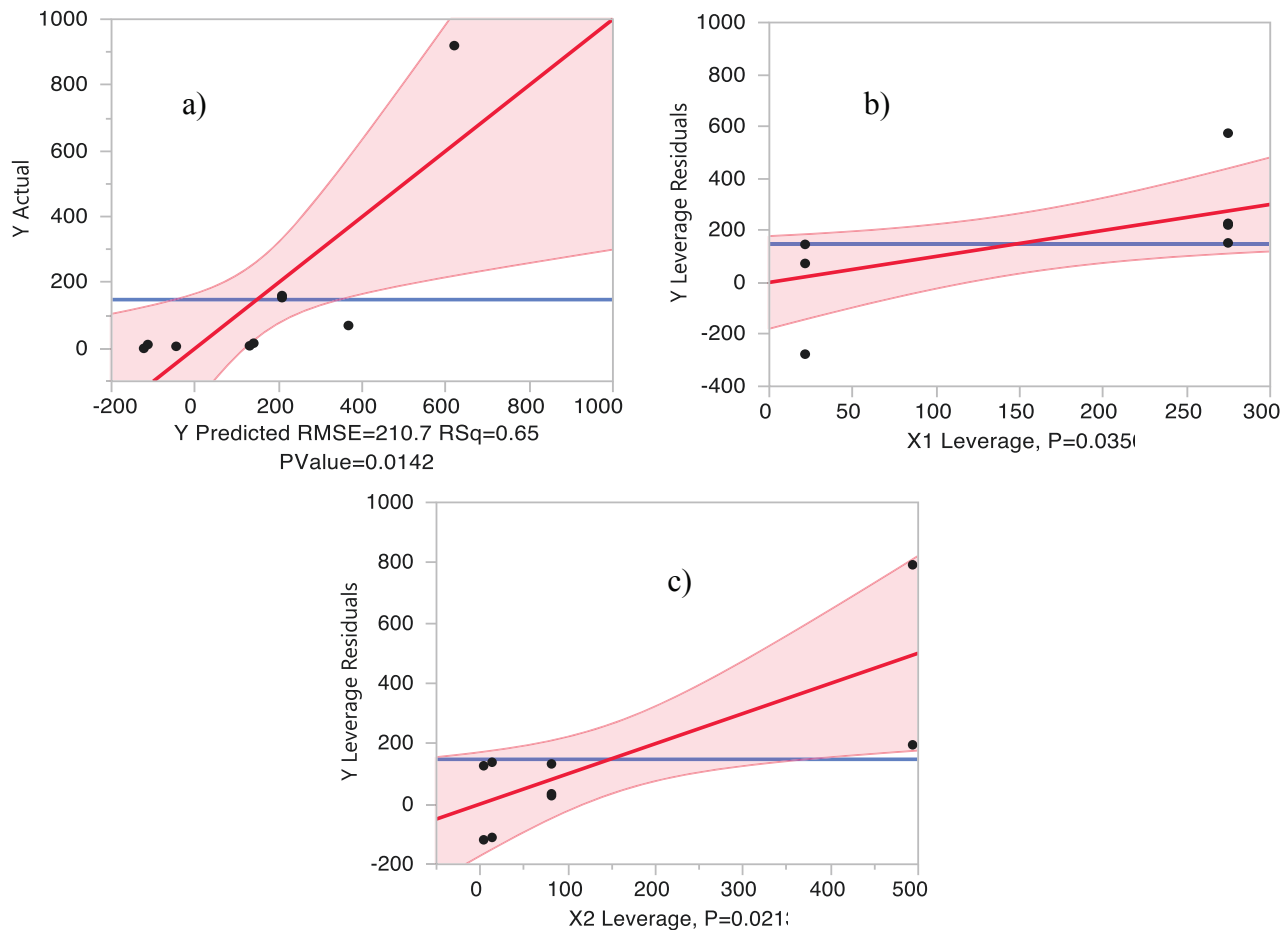 a)
1000
800
600
400
200
0
Y Actual
-200 0 200 400 600 800 1000
Y Predicted RMSE=210.7 RSq=0.65
PValue=0.0142
b)
1000
800
600
400
200
0
-200
-400
Y Leverage Residuals
0 50 100 150 200 250 300
X1 Leverage, P=0.035
c)
1000
800
600
400
200
0
-200
Y Leverage Residuals
0 100 200 300 400 500
X2 Leverage, P=0.021